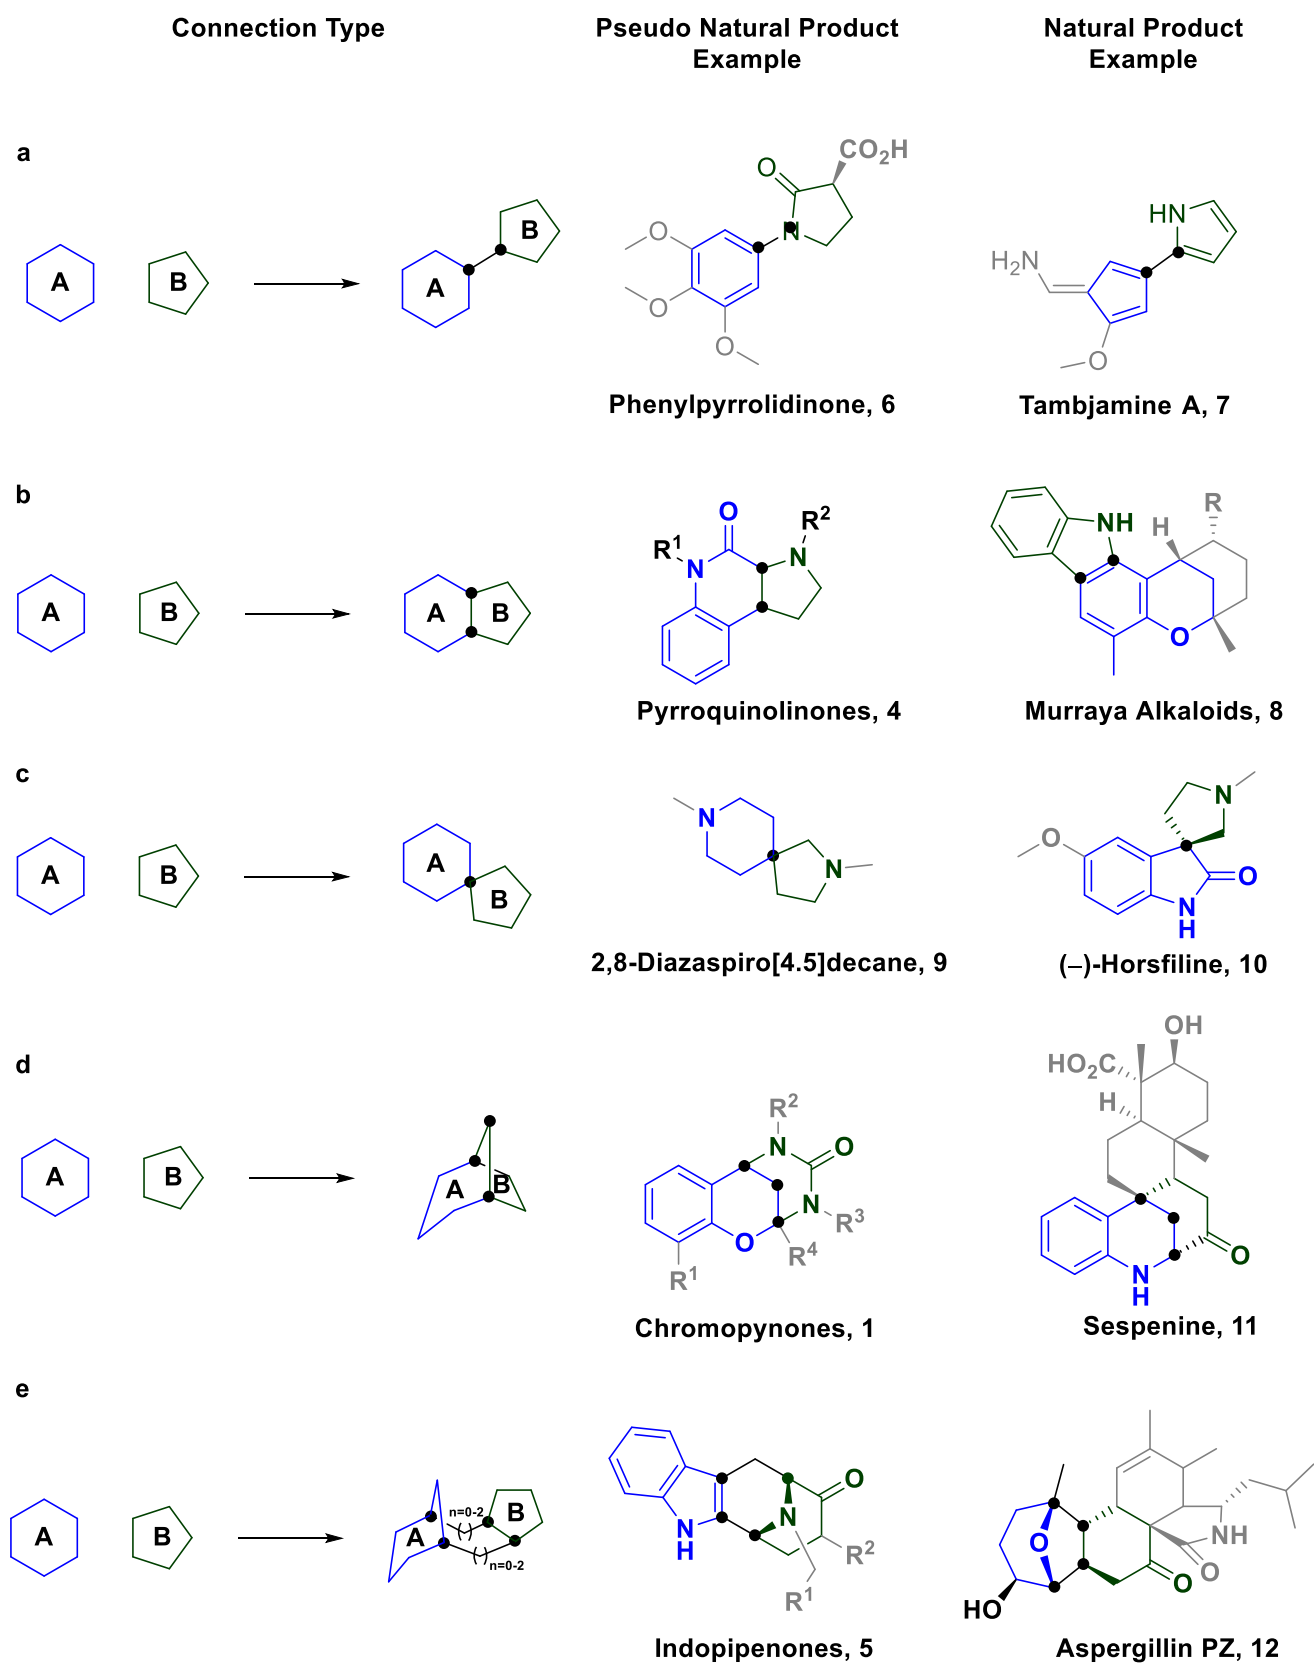 Connection Type
Pseudo Natural Product
Example
Natural Product
Example
a
A
B
A
B
O
CO₂H
N
O
O
O
Phenylpyrrolidinone, 6
HN
H₂N
O
Tambjamine A, 7
b
A
B
A
B
O
R²
R¹
N
N
Pyrroquinolinones, 4
NH
H
R
O
Murraya Alkaloids, 8
c
A
B
A
B
N
N
2,8-Diazaspiro[4.5]decane, 9
N
O
O
N
H
(–)-Horsfiline, 10
d
A
B
A
B
R²
N
O
N
R³
O
R⁴
R¹
Chromopynones, 1
OH
HO₂C
H
O
N
H
Sespenine, 11
e
A
B
A
B
n=0-2
n=0-2
O
N
N
H
R²
R¹
Indopipenones, 5
O
NH
O
O
HO
Aspergillin PZ, 12